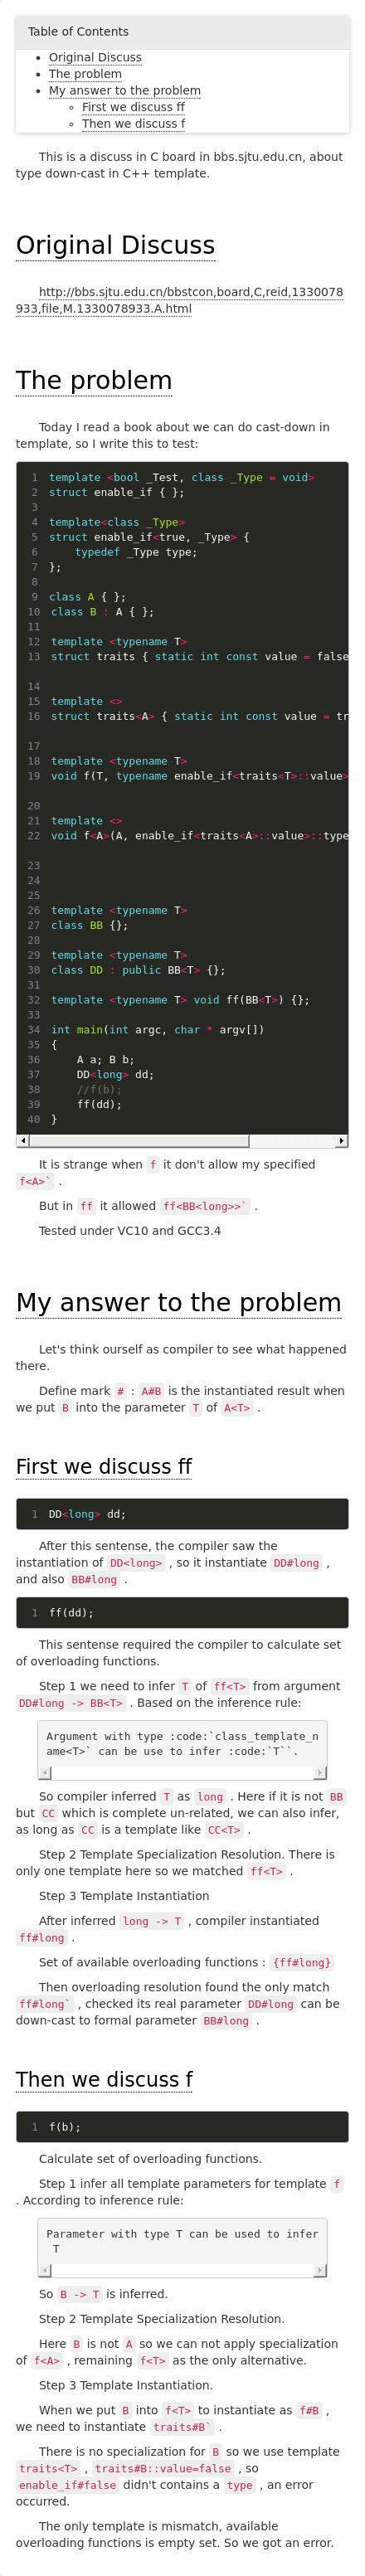 Table of Contents
Original Discuss
The problem
My answer to the problem
First we discuss ff
Then we discuss f
This is a discuss in C board in bbs.sjtu.edu.cn, about
type down-cast in C++ template.
Original Discuss
http://bbs.sjtu.edu.cn/bbstcon,board,C,reid,1330078
933,file,M.1330078933.A.html
The problem
Today I read a book about we can do cast-down in
template, so I write this to test:
1 template <bool _Test, class _Type = void>
2 struct enable_if { };
3
4 template<class _Type>
5 struct enable_if<true, _Type> {
6 typedef _Type type;
7 };
8
9 class A { };
10 class B : A { };
11
12 template <typename T>
13 struct traits { static int const value = false
14
15 template <>
16 struct traits<A> { static int const value = tr
17
18 template <typename T>
19 void f(T, typename enable_if<traits<T>::value>
20
21 template <>
22 void f<A>(A, enable_if<traits<A>::value>::type
23
24
25
26 template <typename T>
27 class BB {};
28
29 template <typename T>
30 class DD : public BB<T> {};
31
32 template <typename T> void ff(BB<T>) {};
33
34 int main(int argc, char * argv[])
35 {
36 A a; B b;
37 DD<long> dd;
38 //f(b);
39 ff(dd);
40 }
It is strange when f it don't allow my specified
f<A>` .
But in ff it allowed ff<BB<long>>` .
Tested under VC10 and GCC3.4
My answer to the problem
Let's think ourself as compiler to see what happened
there.
Define mark # : A#B is the instantiated result when
we put B into the parameter T of A<T> .
First we discuss ff
1 DD<long> dd;
After this sentence, the compiler saw the
instantiation of DD<long> , so it instantiate DD#long ,
and also BB#long .
1 ff(dd);
This sentence required the compiler to calculate set
of overloading functions.
Step 1 we need to infer T of ff<T> from argument
DD#long -> BB<T> . Based on the inference rule:
Argument with type :code:`class_template_n
ame<T>` can be use to infer :code:`T``.
So compiler inferred T as long . Here if it is not BB
but CC which is complete un-related, we can also infer,
as long as CC is a template like CC<T> .
Step 2 Template Specialization Resolution. There is
only one template here so we matched ff<T> .
Step 3 Template Instantiation
After inferred long -> T , compiler instantiated
ff#long .
Set of available overloading functions : {ff#long}
Then overloading resolution found the only match
ff#long` , checked its real parameter DD#long can be
down-cast to formal parameter BB#long .
Then we discuss f
1 f(b);
Calculate set of overloading functions.
Step 1 infer all template parameters for template f
. According to inference rule:
Parameter with type T can be used to infer
T
So B -> T is inferred.
Step 2 Template Specialization Resolution.
Here B is not A so we can not apply specialization
of f<A> , remaining f<T> as the only alternative.
Step 3 Template Instantiation.
When we put B into f<T> to instantiate as f#B ,
we need to instantiate traits#B` .
There is no specialization for B so we use template
traits<T> , traits#B::value=false , so
enable_if#false didn't contains a type , an error
occurred.
The only template is mismatch, available
overloading functions is empty set. So we got an error.